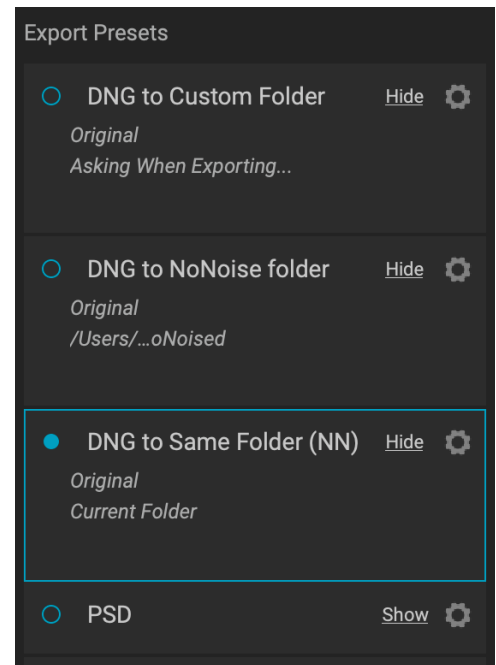 Export Presets
DNG to Custom Folder Hide
Original
Asking When Exporting...
DNG to NoNoise folder Hide
Original
/Users/...oNoised
DNG to Same Folder (NN) Hide
Original
Current Folder
PSD Show